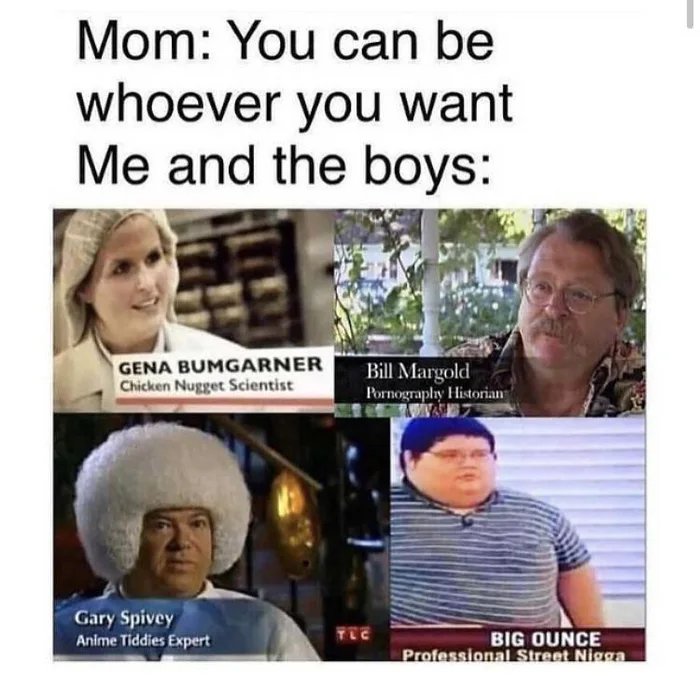 Mom: You can be
whoever you want
Me and the boys:
GENA BUMGARNER
Chicken Nugget Scientist
Bill Margold
Pornography Historian
Gary Spivey
Anime Tiddies Expert
TLC
BIG OUNCE
Professional Street Nigga